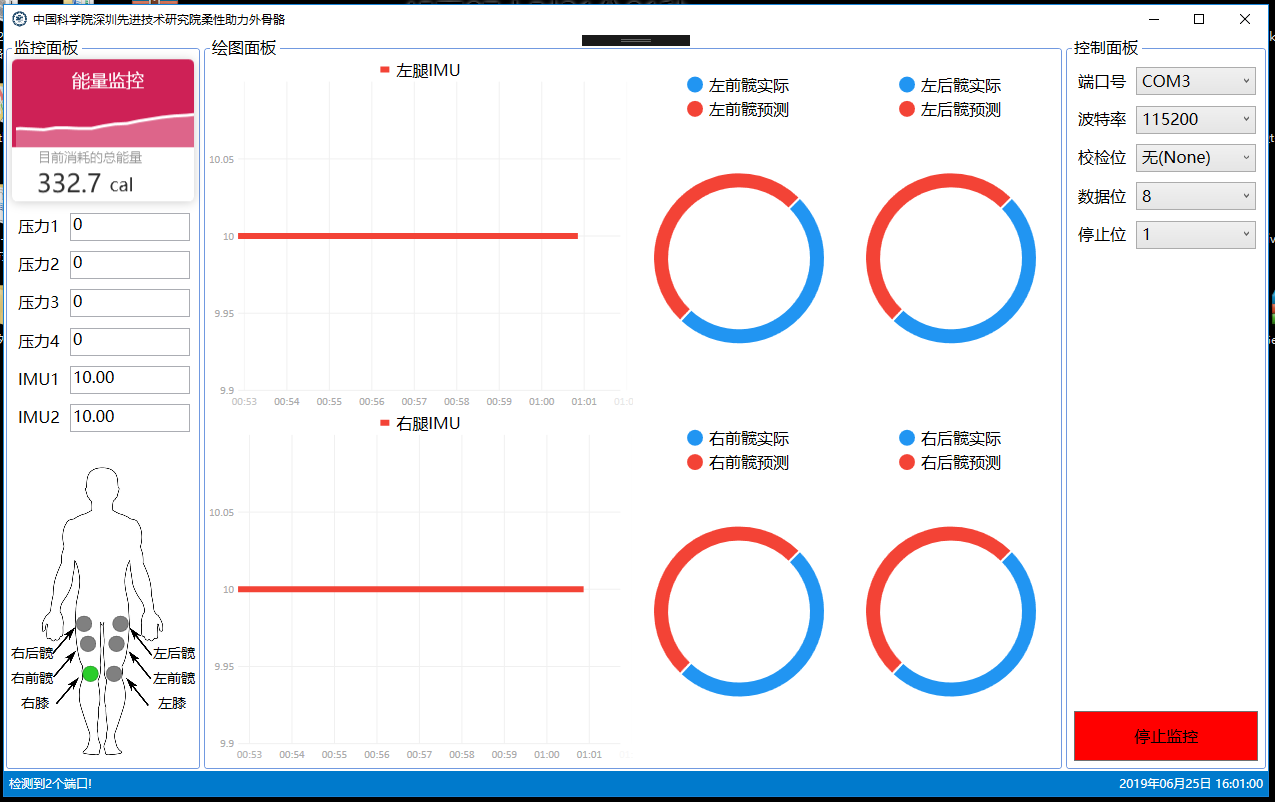 中国科学院深圳先进技术研究院柔性助力外骨骼
监控面板
能量监控
目前消耗的总能量
332.7 cal
压力1 0
压力2 0
压力3 0
压力4 0
IMU1 10.00
IMU2 10.00
右后髋
右前髋
右膝
左后髋
左前髋
左膝
绘图面板
左腿IMU
10.05
10
9.95
9.9
00:53 00:54 00:55 00:56 00:57 00:58 00:59 01:00 01:01
左前髋实际
左前髋预测
左后髋实际
左后髋预测
右腿IMU
10.05
10
9.95
9.9
00:53 00:54 00:55 00:56 00:57 00:58 00:59 01:00 01:01
右前髋实际
右前髋预测
右后髋实际
右后髋预测
控制面板
端口号 COM3
波特率 115200
校检位 无(None)
数据位 8
停止位 1
停止监控
检测到2个端口!
2019年06月25日 16:01:00